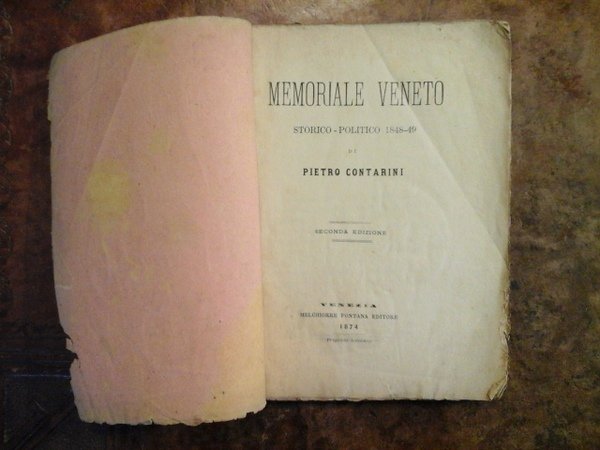 MEMORIALE VENETO
STORICO-POLITICO 1848-49
DI
PIETRO CONTARINI
SECONDA EDIZIONE
VENEZIA
MELCHIORRE FONTANA EDITORE
1874